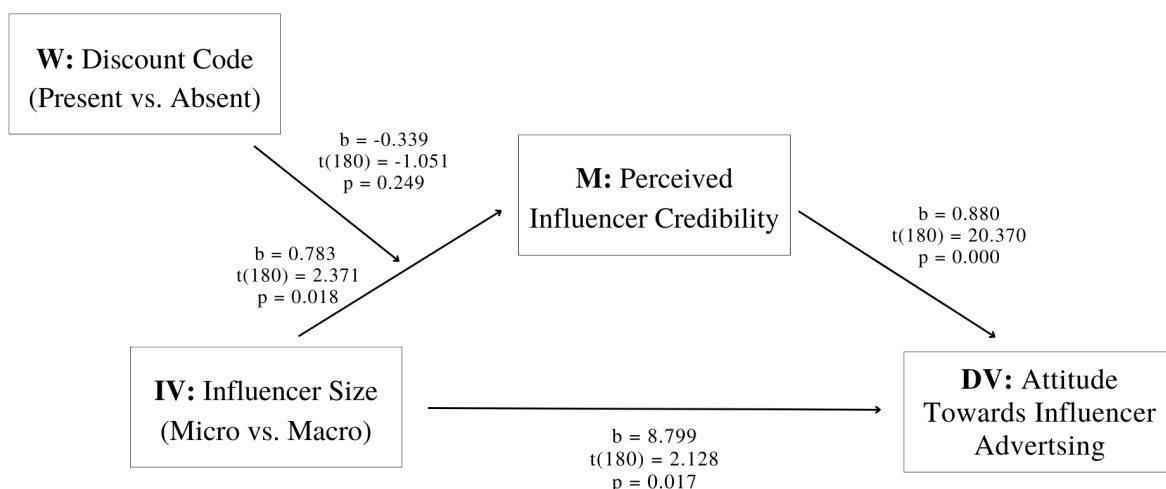 W: Discount Code
(Present vs. Absent)
b = -0.339
t(180) = -1.051
p = 0.249
M: Perceived
Influencer Credibility
b = 0.880
t(180) = 20.370
p = 0.000
b = 0.783
t(180) = 2.371
p = 0.018
IV: Influencer Size
(Micro vs. Macro)
DV: Attitude
Towards Influencer
Advertsing
b = 8.799
t(180) = 2.128
p = 0.017